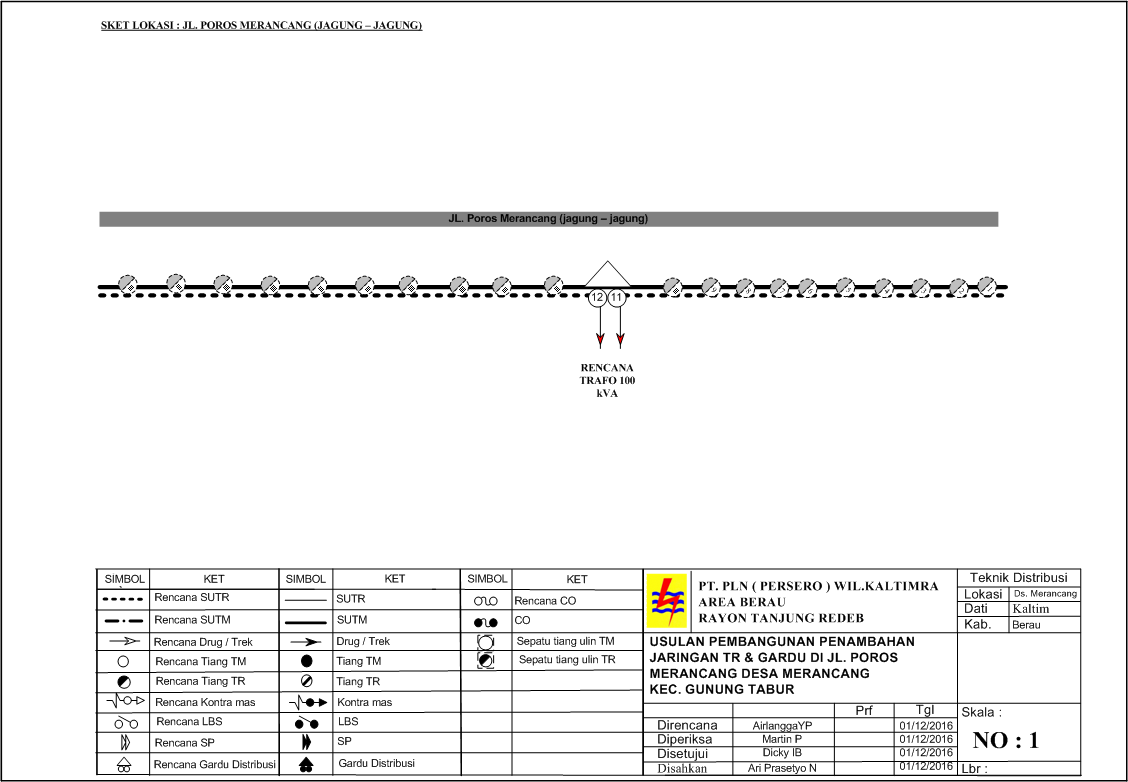 SKET LOKASI : JL. POROS MERANCANG (JAGUNG – JAGUNG)
JL. Poros Merancang (jagung – jagung)
12 11
RENCANA
TRAFO 100
kVA
SIMBOL KET SIMBOL KET SIMBOL KET
Rencana SUTR SUTR Rencana CO
Rencana SUTM SUTM CO
Rencana Drug / Trek Drug / Trek Sepatu tiang ulin TM
Rencana Tiang TM Tiang TM Sepatu tiang ulin TR
Rencana Tiang TR Tiang TR
Rencana Kontra mas Kontra mas
Rencana LBS LBS
Rencana SP SP
Rencana Gardu Distribusi Gardu Distribusi
PT. PLN ( PERSERO ) WIL.KALTIMRA
AREA BERAU
RAYON TANJUNG REDEB
Teknik Distribusi
Lokasi Ds. Merancang
Dati Kaltim
Kab. Berau
USULAN PEMBANGUNAN PENAMBAHAN
JARINGAN TR & GARDU DI JL. POROS
MERANCANG DESA MERANCANG
KEC. GUNUNG TABUR
Prf Tgl
Direncana AirlanggaYP 01/12/2016
Diperiksa Martin P 01/12/2016
Disetujui Dicky IB 01/12/2016
Disahkan Ari Prasetyo N 01/12/2016
Skala :
NO : 1
Lbr :